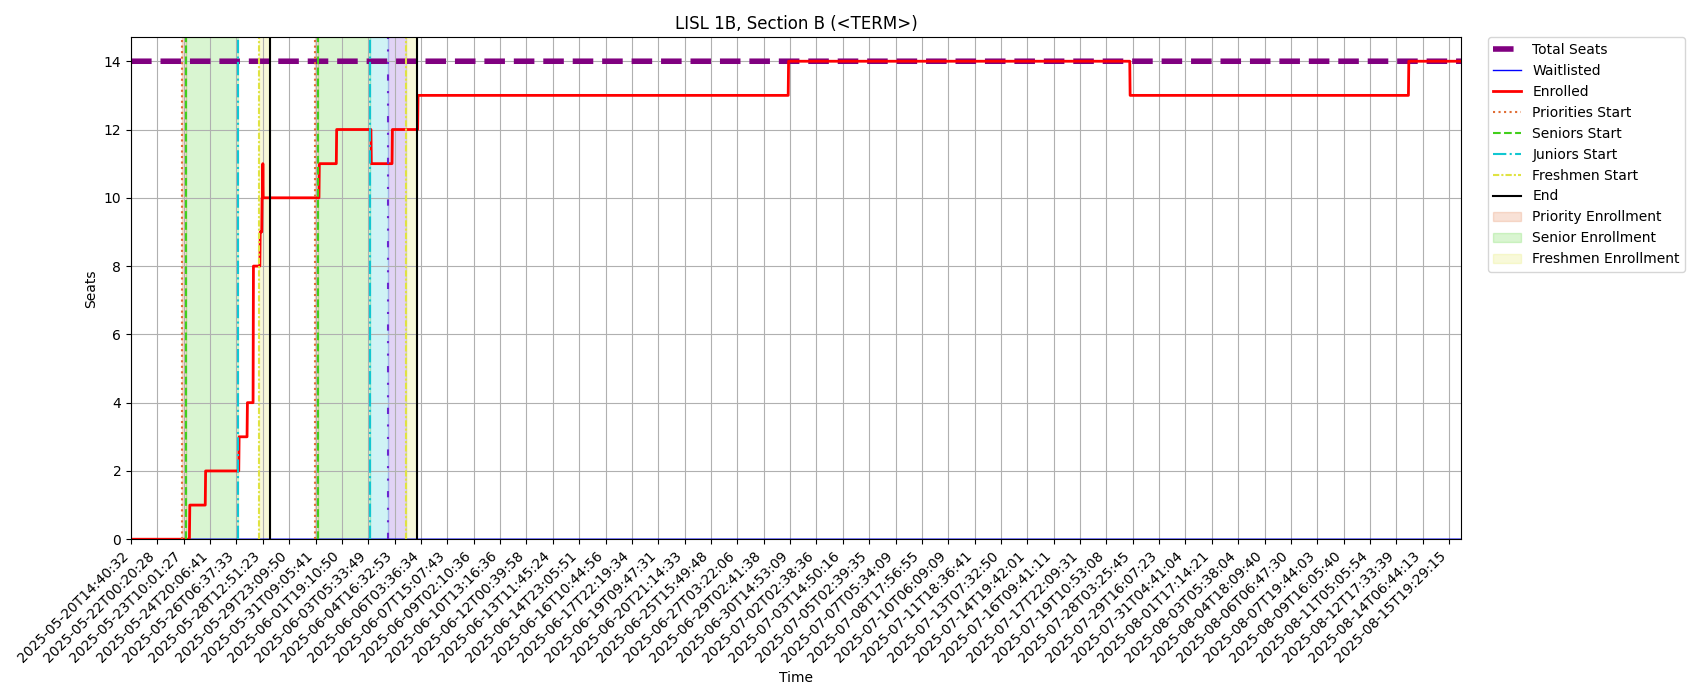 LISL 1B, Section B (<TERM>)
Total Seats
Waitlisted
Enrolled
Priorities Start
Seniors Start
Juniors Start
Freshmen Start
End
Priority Enrollment
Senior Enrollment
Freshmen Enrollment
Seats
14
12
10
8
6
4
2
0
2025-05-20T14:40:32
2025-05-22T00:20:28
2025-05-23T10:01:27
2025-05-24T20:06:41
2025-05-26T06:37:33
2025-05-28T12:51:23
2025-05-29T23:09:50
2025-05-31T09:05:41
2025-06-01T19:10:50
2025-06-03T05:33:49
2025-06-04T16:32:53
2025-06-06T03:36:34
2025-06-07T15:07:43
2025-06-09T02:10:36
2025-06-10T13:16:36
2025-06-12T00:39:58
2025-06-13T11:45:24
2025-06-14T23:05:51
2025-06-16T10:44:56
2025-06-17T22:19:34
2025-06-19T09:47:31
2025-06-20T21:14:33
2025-06-25T15:49:48
2025-06-27T03:22:06
2025-06-29T02:41:38
2025-06-30T14:53:09
2025-07-02T02:38:36
2025-07-03T14:50:16
2025-07-05T02:39:35
2025-07-07T05:34:09
2025-07-08T17:56:55
2025-07-10T06:09:09
2025-07-11T18:36:41
2025-07-13T07:32:50
2025-07-14T19:42:01
2025-07-16T09:41:11
2025-07-17T22:09:31
2025-07-19T10:53:08
2025-07-28T03:25:45
2025-07-29T16:07:23
2025-07-31T04:41:04
2025-08-01T17:14:21
2025-08-03T05:38:04
2025-08-04T18:09:40
2025-08-06T06:47:30
2025-08-07T19:44:03
2025-08-09T16:05:40
2025-08-11T05:05:54
2025-08-12T17:33:39
2025-08-14T06:44:13
2025-08-15T19:29:15
Time